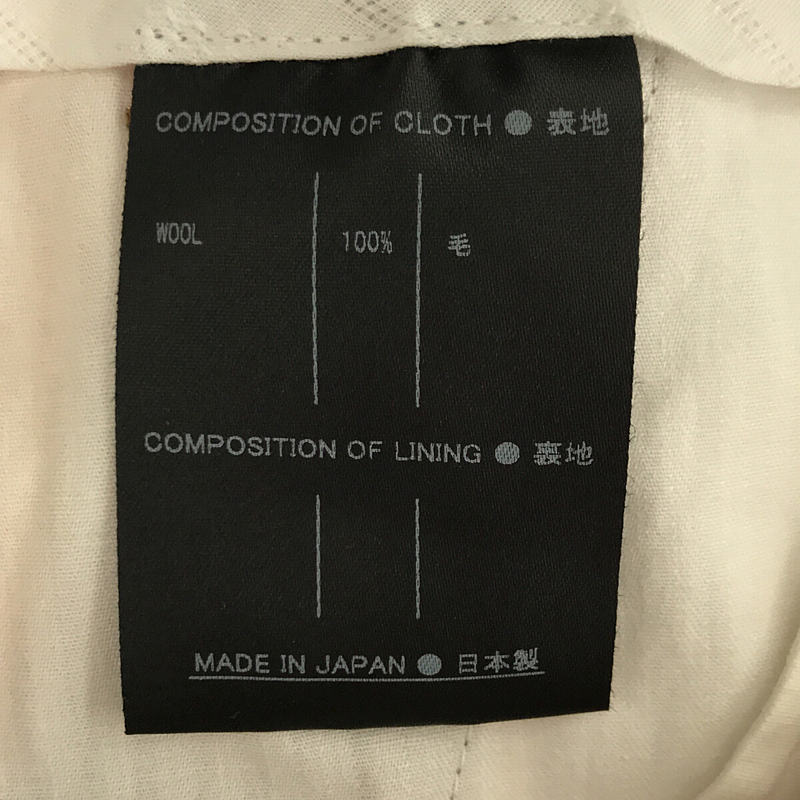 COMPOSITION OF CLOTH ● 表地
WOOL 100% 毛
COMPOSITION OF LINING ● 裏地
MADE IN JAPAN ● 日本製